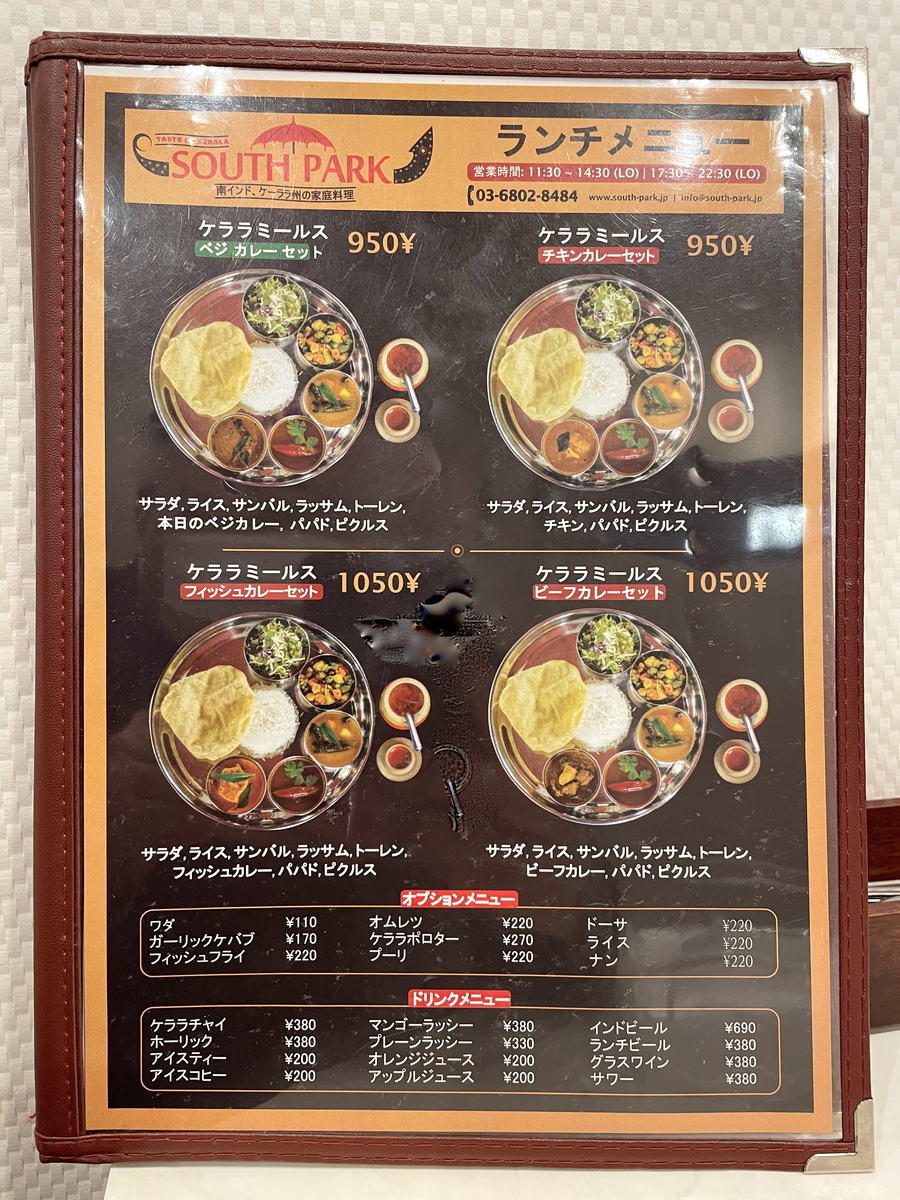 TASTE OF KERALA
SOUTH PARK
南インド、ケーララ州の家庭料理
ランチメニュー
営業時間: 11:30 ~ 14:30 (LO) | 17:30 ~ 22:30 (LO)
03-6802-8484 www.south-park.jp | info@south-park.jp
ケララミールス
ベジ カレー セット
950¥
ケララミールス
チキンカレーセット
950¥
サラダ, ライス, サンバル, ラッサム, トーレン,
本日のベジカレー, パパド, ピクルス
サラダ, ライス, サンバル, ラッサム, トーレン,
チキン, パパド, ピクルス
ケララミールス
フィッシュカレーセット
1050¥
ケララミールス
ビーフカレーセット
1050¥
サラダ, ライス, サンバル, ラッサム, トーレン,
フィッシュカレー, パパド, ピクルス
サラダ, ライス, サンバル, ラッサム, トーレン,
ビーフカレー, パパド, ピクルス
オプションメニュー
ワダ ¥110 オムレツ ¥220 ドーサ ¥220
ガーリックケバブ ¥170 ケララポロター ¥270 ライス ¥220
フィッシュフライ ¥220 プーリ ¥220 ナン ¥220
ドリンクメニュー
ケララチャイ ¥380 マンゴーラッシー ¥380 インドビール ¥690
ホーリック ¥380 プレーンラッシー ¥330 ランチビール ¥380
アイスティー ¥200 オレンジジュース ¥200 グラスワイン ¥380
アイスコヒー ¥200 アップルジュース ¥200 サワー ¥380